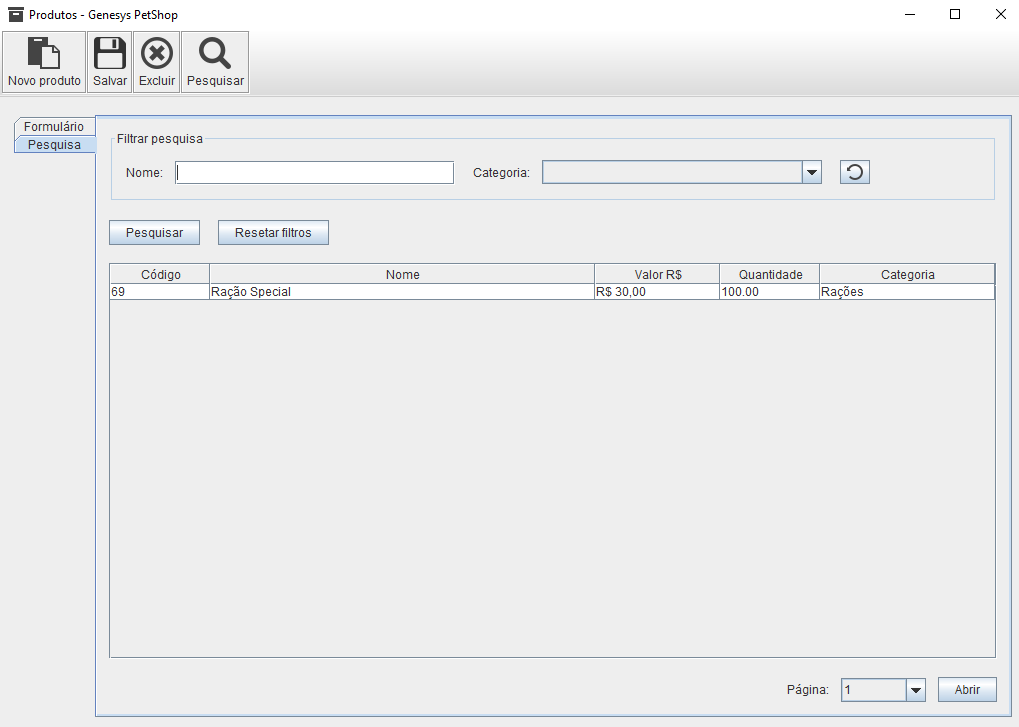 Produtos - Genesys PetShop
Novo produto Salvar Excluir Pesquisar
Formulário
Pesquisa
Filtrar pesquisa
Nome: Categoria:
Pesquisar Resetar filtros
Código Nome Valor R$ Quantidade Categoria
69 Ração Special R$ 30,00 100.00 Rações
Página: 1 Abrir